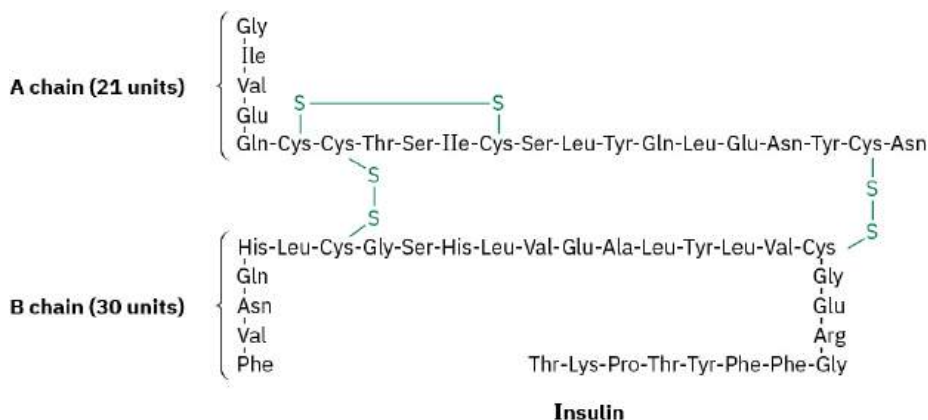 Gly
Ile
A chain (21 units)
Val
Glu
S S
Gln-Cys-Cys-Thr-Ser-IIe-Cys-Ser-Leu-Tyr-Gln-Leu-Glu-Asn-Tyr-Cys-Asn
S S
S S
His-Leu-Cys-Gly-Ser-His-Leu-Val-Glu-Ala-Leu-Tyr-Leu-Val-Cys
Gln Gly
B chain (30 units)
Asn Glu
Val Arg
Phe Thr-Lys-Pro-Thr-Tyr-Phe-Phe-Gly
Insulin